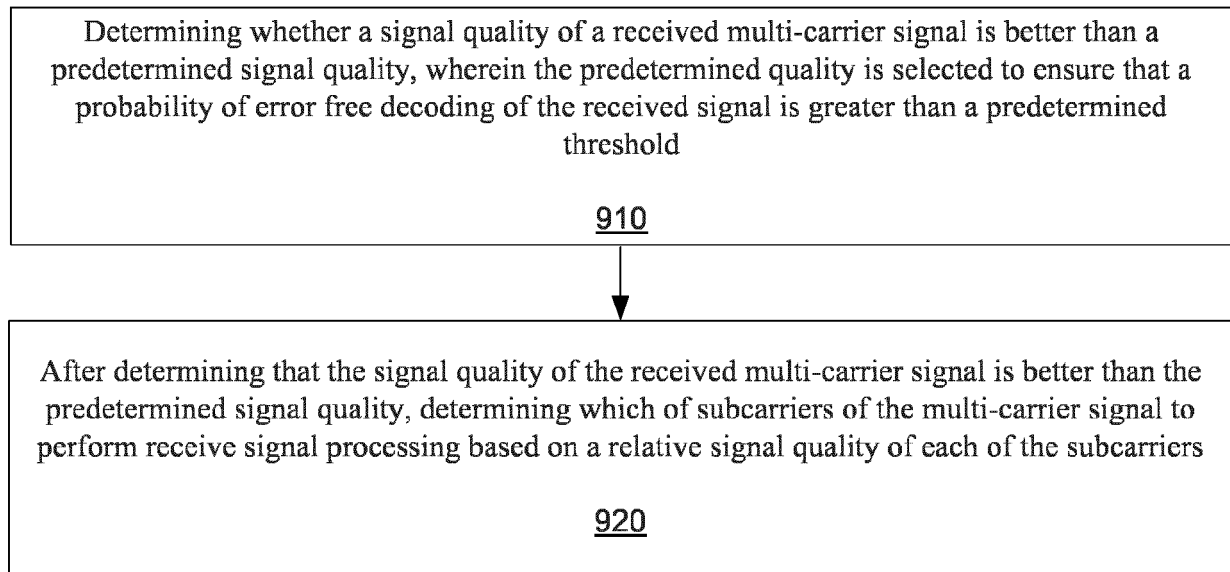 Determining whether a signal quality of a received multi-carrier signal is better than a
predetermined signal quality, wherein the predetermined quality is selected to ensure that a
probability of error free decoding of the received signal is greater than a predetermined
threshold
910
After determining that the signal quality of the received multi-carrier signal is better than the
predetermined signal quality, determining which of subcarriers of the multi-carrier signal to
perform receive signal processing based on a relative signal quality of each of the subcarriers
920